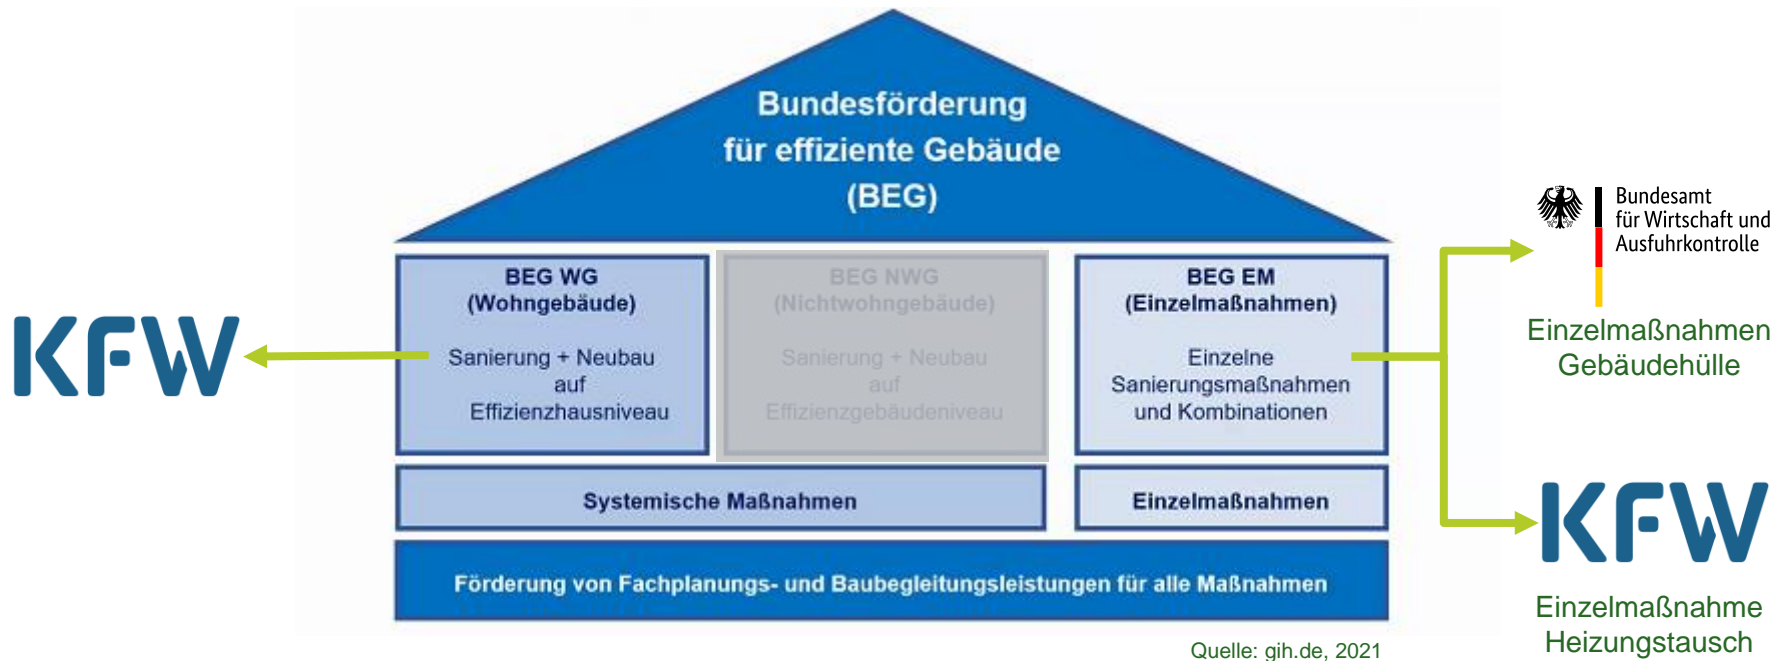 Bundesförderung
für effiziente Gebäude
(BEG)
BEG WG
(Wohngebäude)
Sanierung + Neubau
auf
Effizienzhausniveau
BEG NWG
(Nichtwohngebäude)
Sanierung + Neubau
auf
Effizienzgebäudeniveau
BEG EM
(Einzelmaßnahmen)
Einzelne
Sanierungsmaßnahmen
und Kombinationen
Systemische Maßnahmen
Einzelmaßnahmen
Förderung von Fachplanungs- und Baubegleitungsleistungen für alle Maßnahmen
KFW
Bundesamt
für Wirtschaft und
Ausfuhrkontrolle
Einzelmaßnahmen
Gebäudehülle
KFW
Einzelmaßnahme
Heizungstausch
Quelle: gih.de, 2021